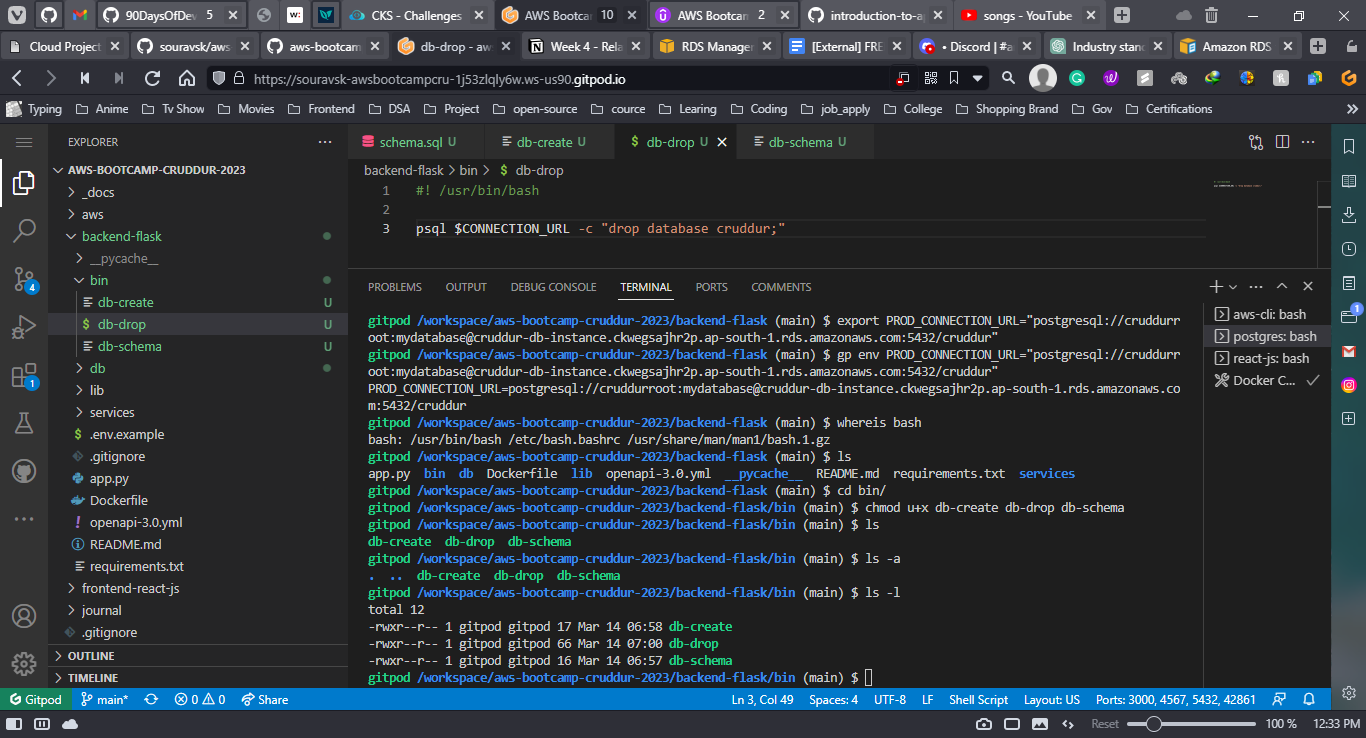 90DaysOfDev 5
CKS - Challenges
AWS Bootcam 10
AWS Bootcam 2
introduction-to-a
songs - YouTube
Cloud Project
souravsk/aws
aws-bootcam
db-drop - aws
Week 4 - Rela
RDS Manager
[External] FRE
• Discord | #a
Industry stan
Amazon RDS
https://souravsk-awsbootcampcru-1j53zlqly6w.ws-us90.gitpod.io
Typing
Anime
Tv Show
Movies
Frontend
DSA
Project
open-source
cource
Learing
Coding
job_apply
College
Shopping Brand
Gov
Certifications
EXPLORER
AWS-BOOTCAMP-CRUDDUR-2023
_docs
aws
backend-flask
__pycache__
bin
db-create U
db-drop U
db-schema U
db
lib
services
.env.example
.gitignore
app.py
Dockerfile
openapi-3.0.yml
README.md
requirements.txt
frontend-react-js
journal
.gitignore
OUTLINE
TIMELINE
4
1
schema.sql U
db-create U
db-drop U
db-schema U
backend-flask > bin > $ db-drop
1 #! /usr/bin/bash
2
3 psql $CONNECTION_URL -c "drop database cruddur;"
PROBLEMS OUTPUT DEBUG CONSOLE TERMINAL PORTS COMMENTS
gitpod /workspace/aws-bootcamp-cruddur-2023/backend-flask (main) $ export PROD_CONNECTION_URL="postgresql://cruddurr
root:mydatabase@cruddur-db-instance.ckwegsajhr2p.ap-south-1.rds.amazonaws.com:5432/cruddur"
gitpod /workspace/aws-bootcamp-cruddur-2023/backend-flask (main) $ gp env PROD_CONNECTION_URL="postgresql://cruddurr
root:mydatabase@cruddur-db-instance.ckwegsajhr2p.ap-south-1.rds.amazonaws.com:5432/cruddur"
PROD_CONNECTION_URL=postgresql://cruddurroot:mydatabase@cruddur-db-instance.ckwegsajhr2p.ap-south-1.rds.amazonaws.co
m:5432/cruddur
gitpod /workspace/aws-bootcamp-cruddur-2023/backend-flask (main) $ whereis bash
bash: /usr/bin/bash /etc/bash.bashrc /usr/share/man/man1/bash.1.gz
gitpod /workspace/aws-bootcamp-cruddur-2023/backend-flask (main) $ ls
app.py bin db Dockerfile lib openapi-3.0.yml __pycache__ README.md requirements.txt services
gitpod /workspace/aws-bootcamp-cruddur-2023/backend-flask (main) $ cd bin/
gitpod /workspace/aws-bootcamp-cruddur-2023/backend-flask/bin (main) $ chmod u+x db-create db-drop db-schema
gitpod /workspace/aws-bootcamp-cruddur-2023/backend-flask/bin (main) $ ls
db-create db-drop db-schema
gitpod /workspace/aws-bootcamp-cruddur-2023/backend-flask/bin (main) $ ls -a
. .. db-create db-drop db-schema
gitpod /workspace/aws-bootcamp-cruddur-2023/backend-flask/bin (main) $ ls -l
total 12
-rwxr--r-- 1 gitpod gitpod 17 Mar 14 06:58 db-create
-rwxr--r-- 1 gitpod gitpod 66 Mar 14 07:00 db-drop
-rwxr--r-- 1 gitpod gitpod 16 Mar 14 06:57 db-schema
gitpod /workspace/aws-bootcamp-cruddur-2023/backend-flask/bin (main) $
aws-cli: bash
postgres: bash
react-js: bash
Docker C...
1
Gitpod main* 0 0 Share Ln 3, Col 49 Spaces: 4 UTF-8 LF Shell Script Layout: US Ports: 3000, 4567, 5432, 42861
Reset 100 % 12:33 PM